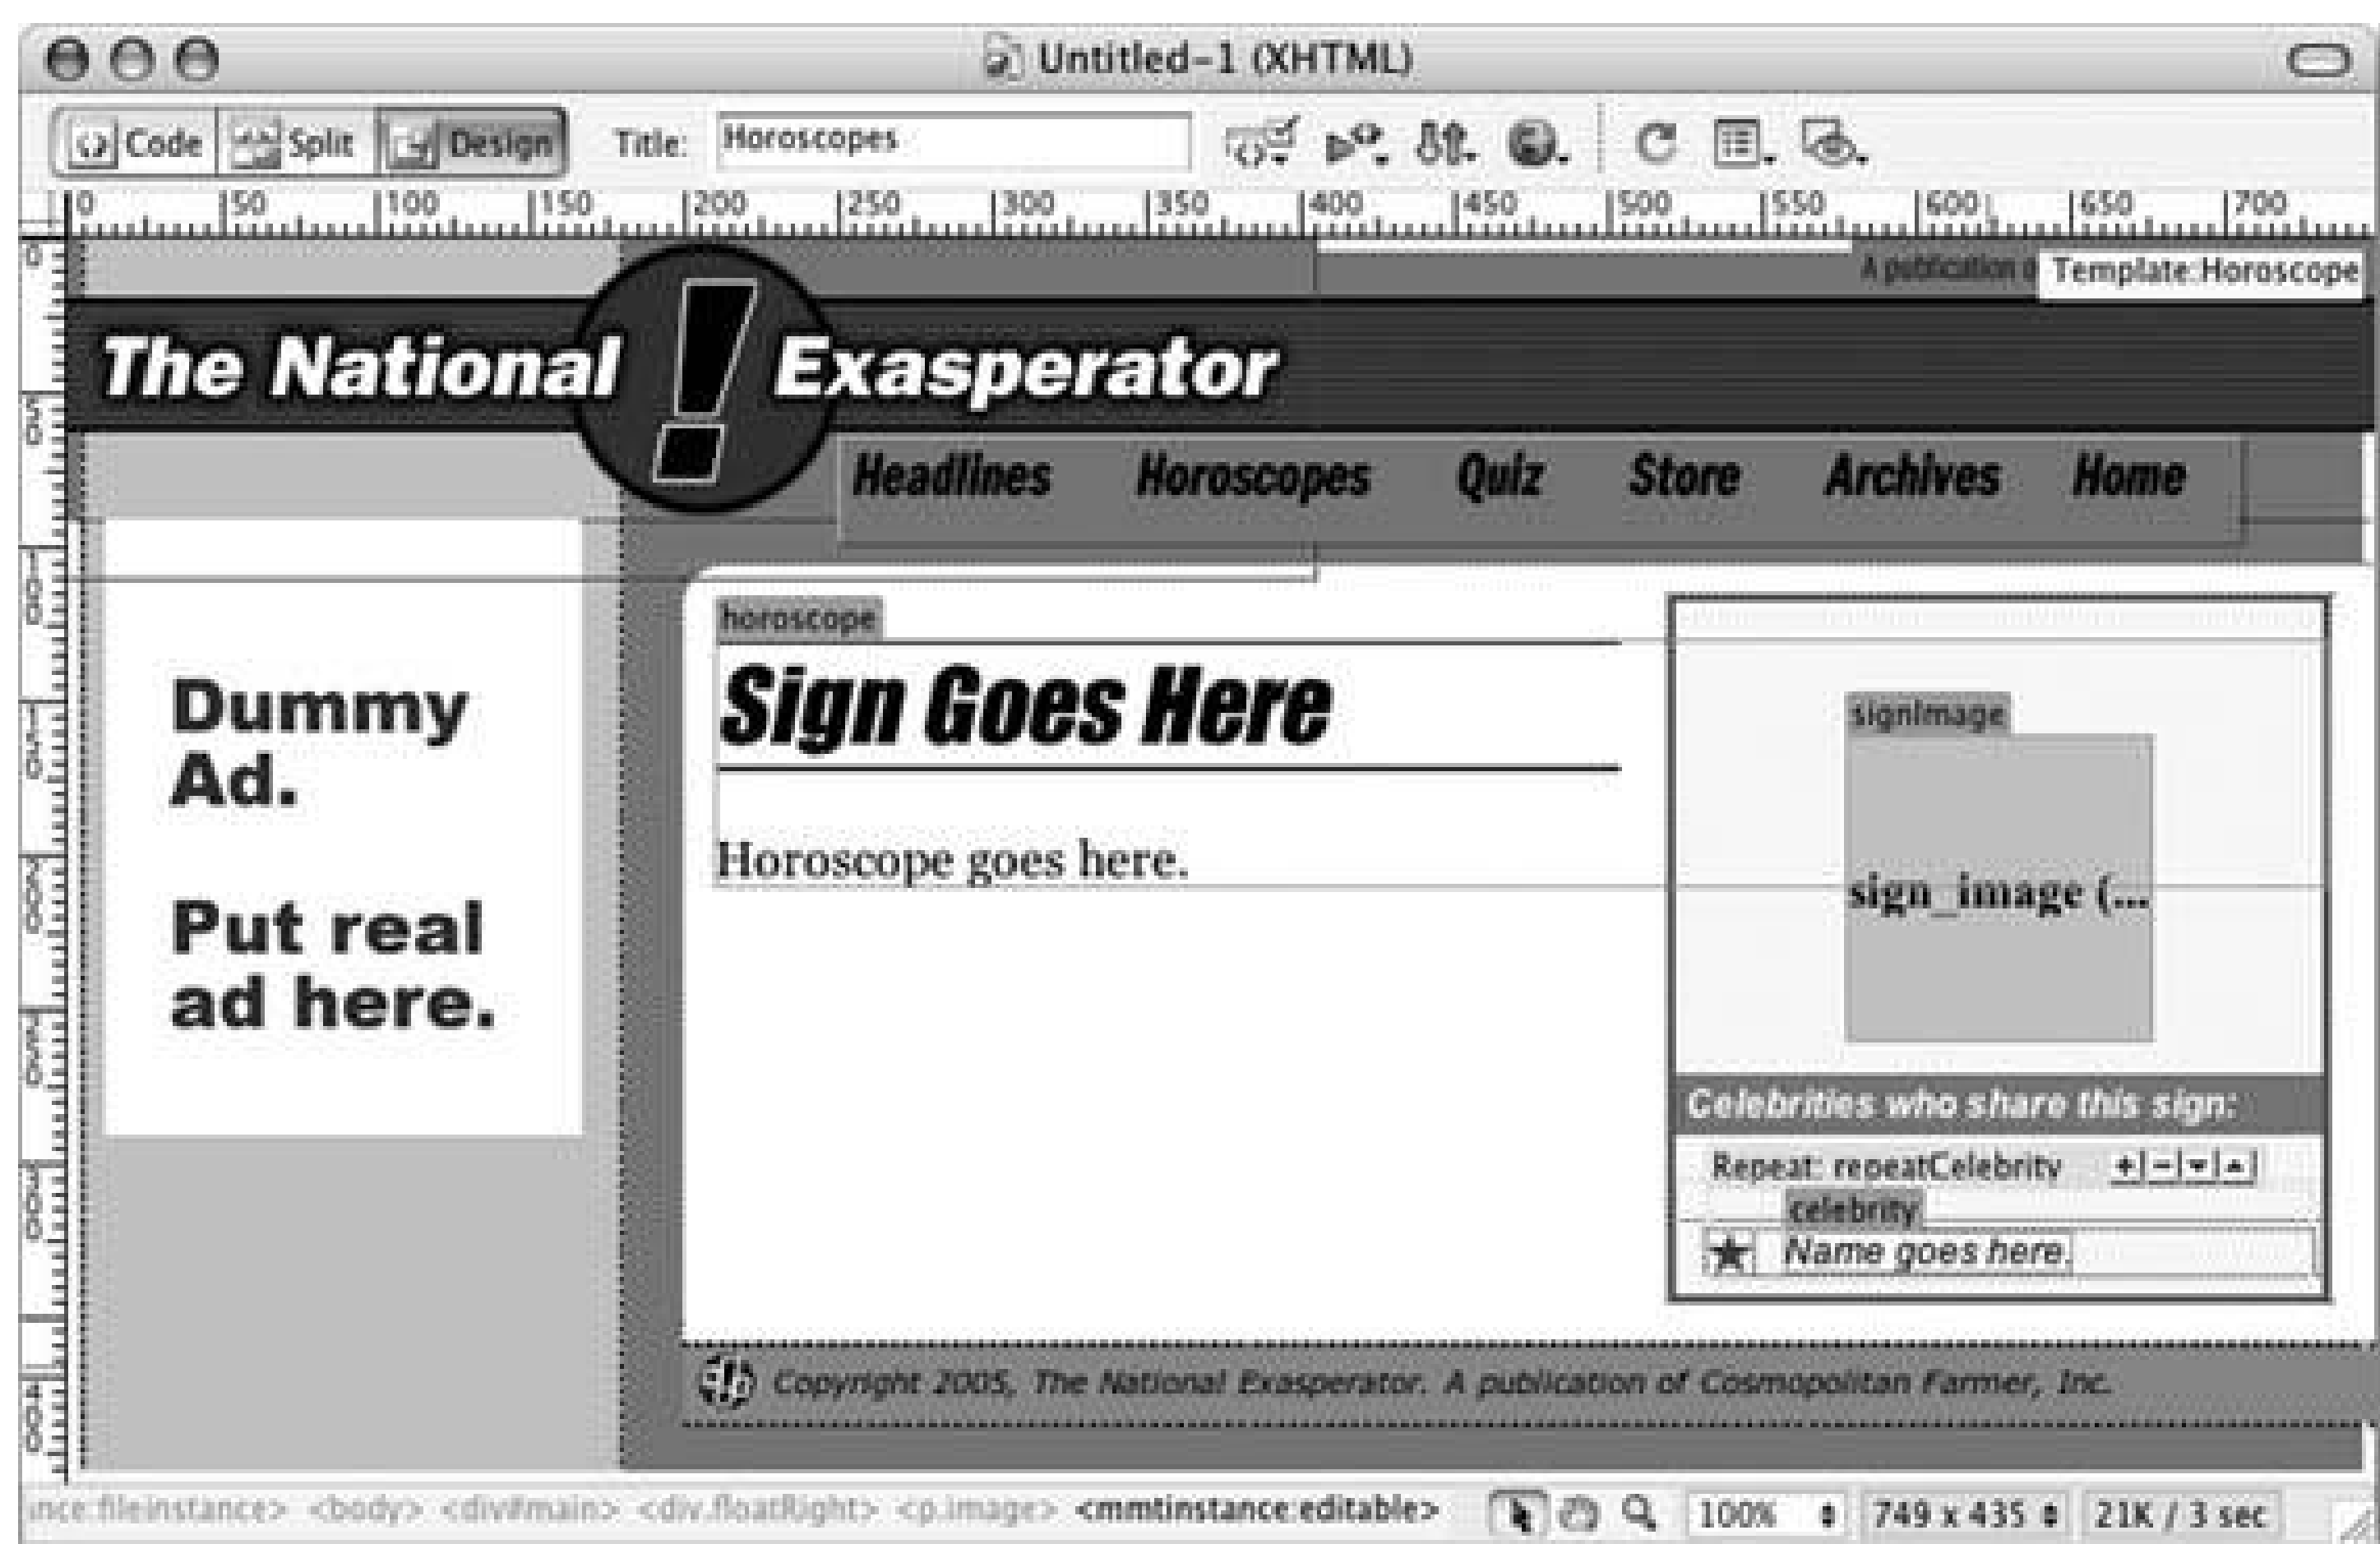 Untitled-1 (XHTML)
Code Split Design Title: Horoscopes
0 50 100 150 200 250 300 350 400 450 500 550 600 650 700
A publication Template:Horoscope
The National ! Exasperator
Headlines Horoscopes Quiz Store Archives Home
horoscope
Sign Goes Here
Horoscope goes here.
Dummy
Ad.
Put real
ad here.
signImage
sign_image (...
Celebrities who share this sign:
Repeat: repeatCelebrity
celebrity
Name goes here.
Copyright 2005, The National Exasperator. A publication of Cosmopolitan Farmer, Inc.
nce:fileinstance> <body> <div#main> <div.floatRight> <p.image> <mmtinstance:editable> 100% 749 x 435 21K / 3 sec